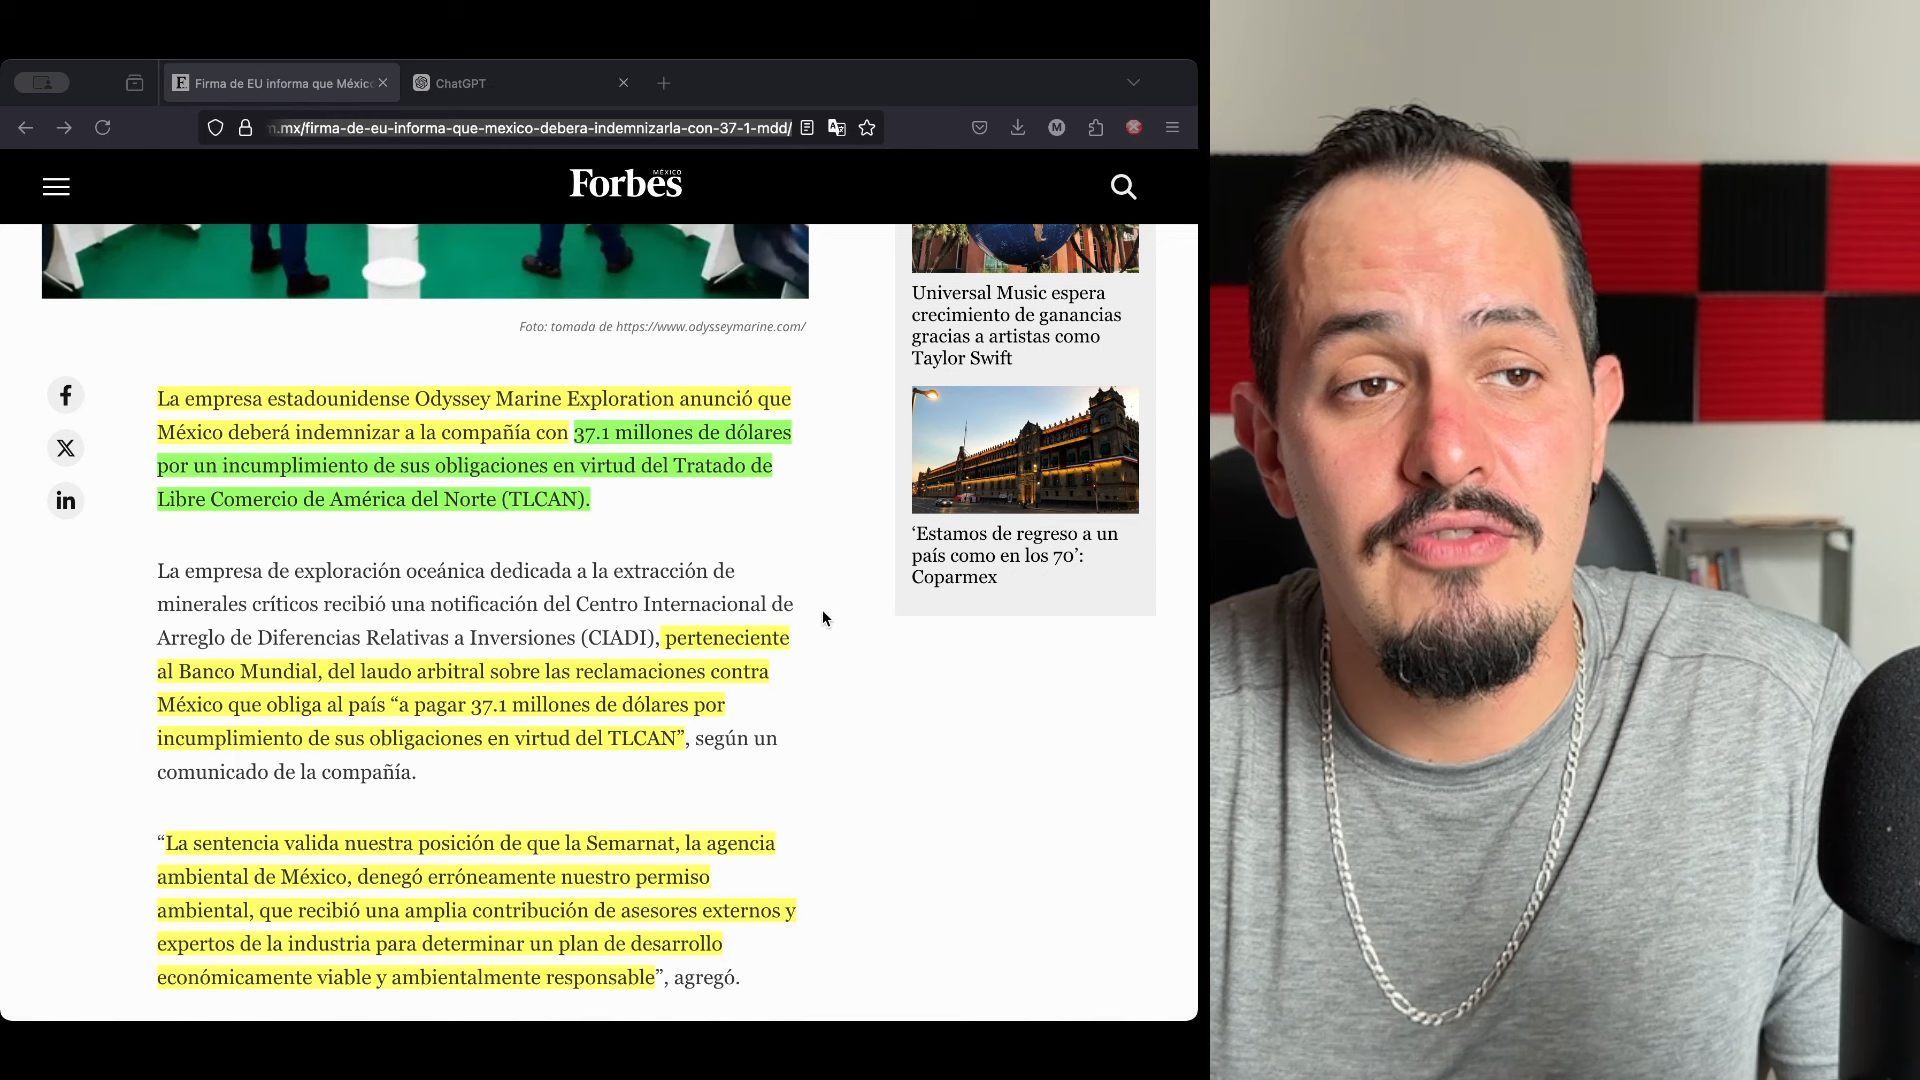 Firma de EU informa que Méxic
ChatGPT
m.mx/firma-de-eu-informa-que-mexico-debera-indemnizarla-con-37-1-mdd/
M
Forbes
MÉXICO
Foto: tomada de https://www.odysseymarine.com/
La empresa estadounidense Odyssey Marine Exploration anunció que
México deberá indemnizar a la compañía con 37.1 millones de dólares
por un incumplimiento de sus obligaciones en virtud del Tratado de
Libre Comercio de América del Norte (TLCAN).
La empresa de exploración oceánica dedicada a la extracción de
minerales críticos recibió una notificación del Centro Internacional de
Arreglo de Diferencias Relativas a Inversiones (CIADI), perteneciente
al Banco Mundial, del laudo arbitral sobre las reclamaciones contra
México que obliga al país “a pagar 37.1 millones de dólares por
incumplimiento de sus obligaciones en virtud del TLCAN”, según un
comunicado de la compañía.
“La sentencia valida nuestra posición de que la Semarnat, la agencia
ambiental de México, denegó erróneamente nuestro permiso
ambiental, que recibió una amplia contribución de asesores externos y
expertos de la industria para determinar un plan de desarrollo
económicamente viable y ambientalmente responsable”, agregó.
Universal Music espera
crecimiento de ganancias
gracias a artistas como
Taylor Swift
‘Estamos de regreso a un
país como en los 70’:
Coparmex